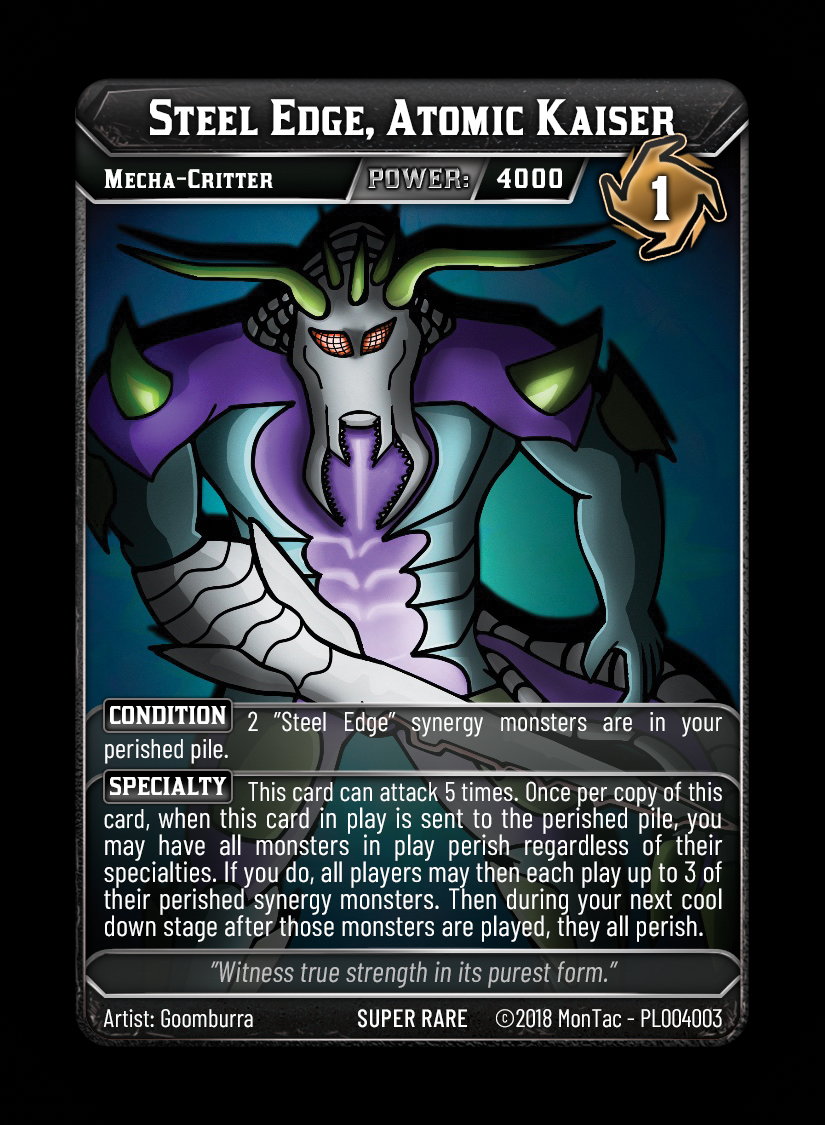 Steel Edge, Atomic Kaiser
Mecha-Critter
POWER:
4000
1
CONDITION 2 "Steel Edge" synergy monsters are in your
perished pile.
SPECIALTY This card can attack 5 times. Once per copy of this
card, when this card in play is sent to the perished pile, you
may have all monsters in play perish regardless of their
specialties. If you do, all players may then each play up to 3 of
their perished synergy monsters. Then during your next cool
down stage after those monsters are played, they all perish.
"Witness true strength in its purest form."
Artist: Goomburra
SUPER RARE
©2018 MonTac - PL004003